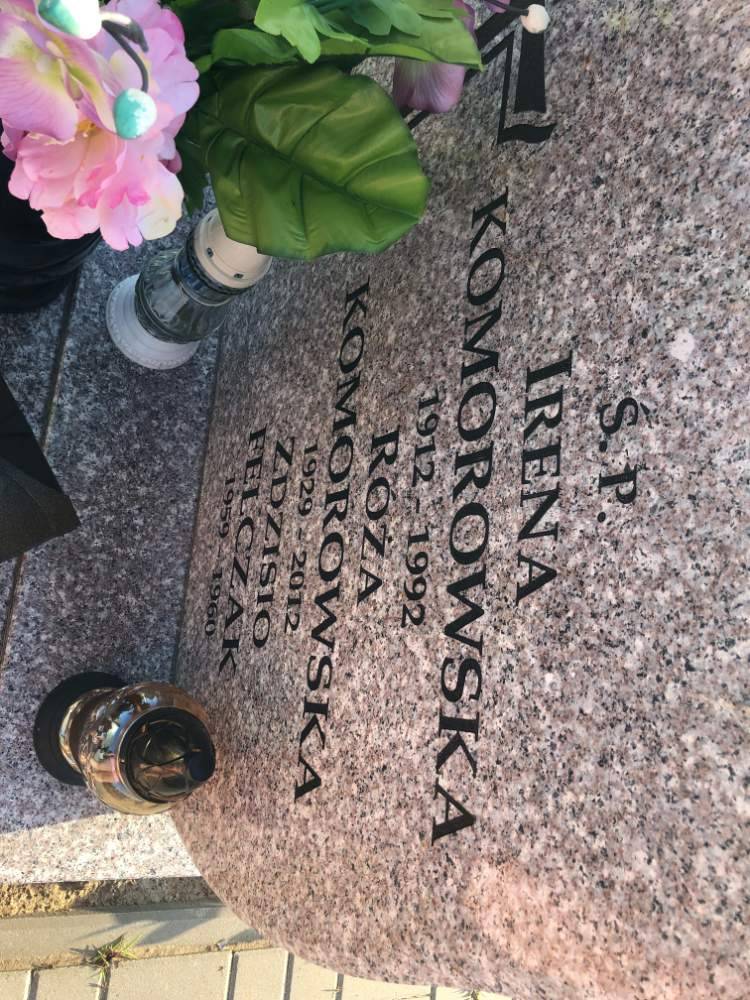 Ś.P.
IRENA
KOMOROWSKA
1912 - 1992
RÓŻA
KOMOROWSKA
1929 - 2012
ZDZISIO
FELCZAK
1959 - 1960